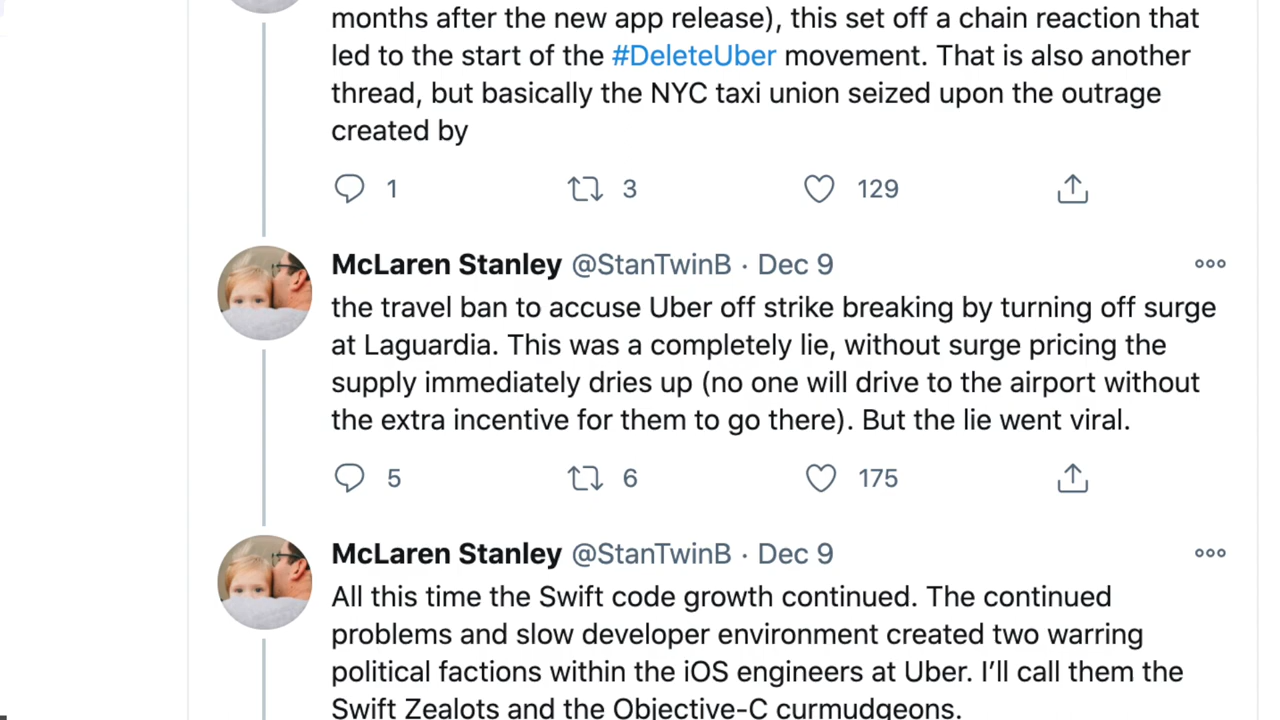 months after the new app release), this set off a chain reaction that
led to the start of the #DeleteUber movement. That is also another
thread, but basically the NYC taxi union seized upon the outrage
created by
1 3 129
McLaren Stanley @StanTwinB · Dec 9
the travel ban to accuse Uber off strike breaking by turning off surge
at Laguardia. This was a completely lie, without surge pricing the
supply immediately dries up (no one will drive to the airport without
the extra incentive for them to go there). But the lie went viral.
5 6 175
McLaren Stanley @StanTwinB · Dec 9
All this time the Swift code growth continued. The continued
problems and slow developer environment created two warring
political factions within the iOS engineers at Uber. I’ll call them the
Swift Zealots and the Objective-C curmudgeons.